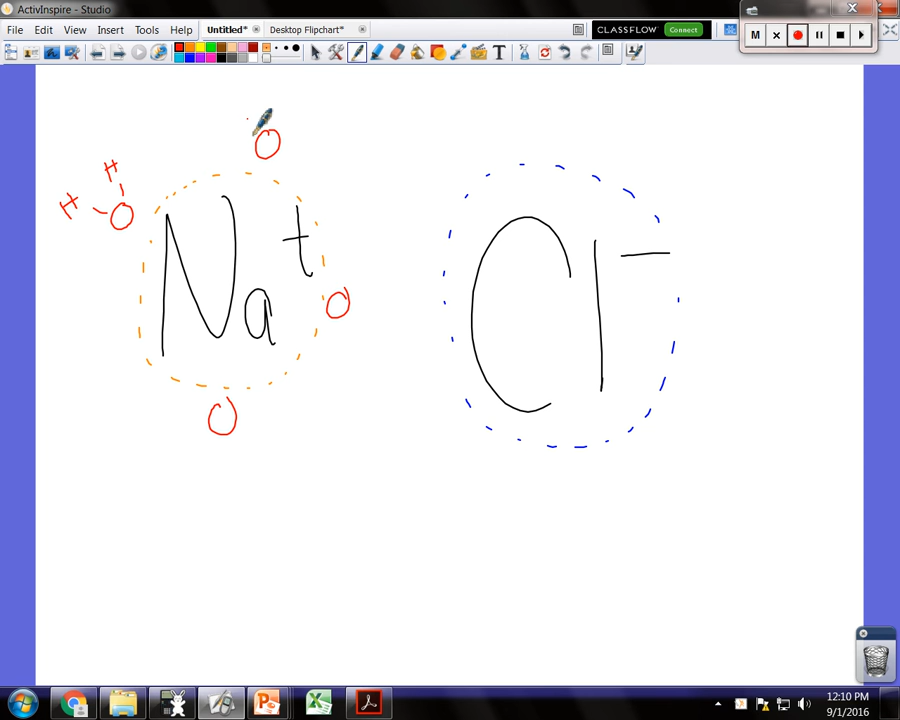 ActivInspire - Studio
File Edit View Insert Tools Help
Untitled* Desktop Flipchart*
CLASSFLOW Connect
M
T
O
H
H
O
Na+
O
O
Cl−
12:10 PM
9/1/2016